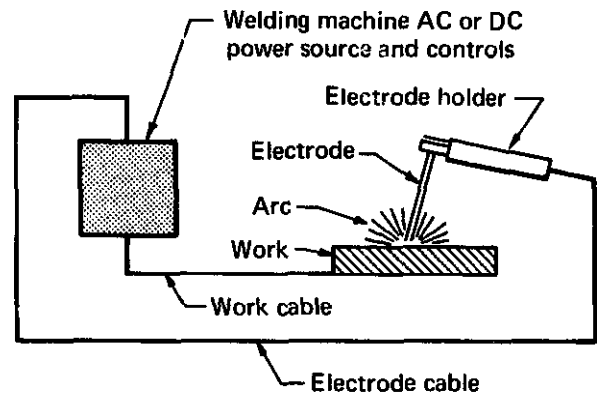 Welding machine AC or DC
power source and controls
Electrode holder
Electrode
Arc
Work
Work cable
Electrode cable